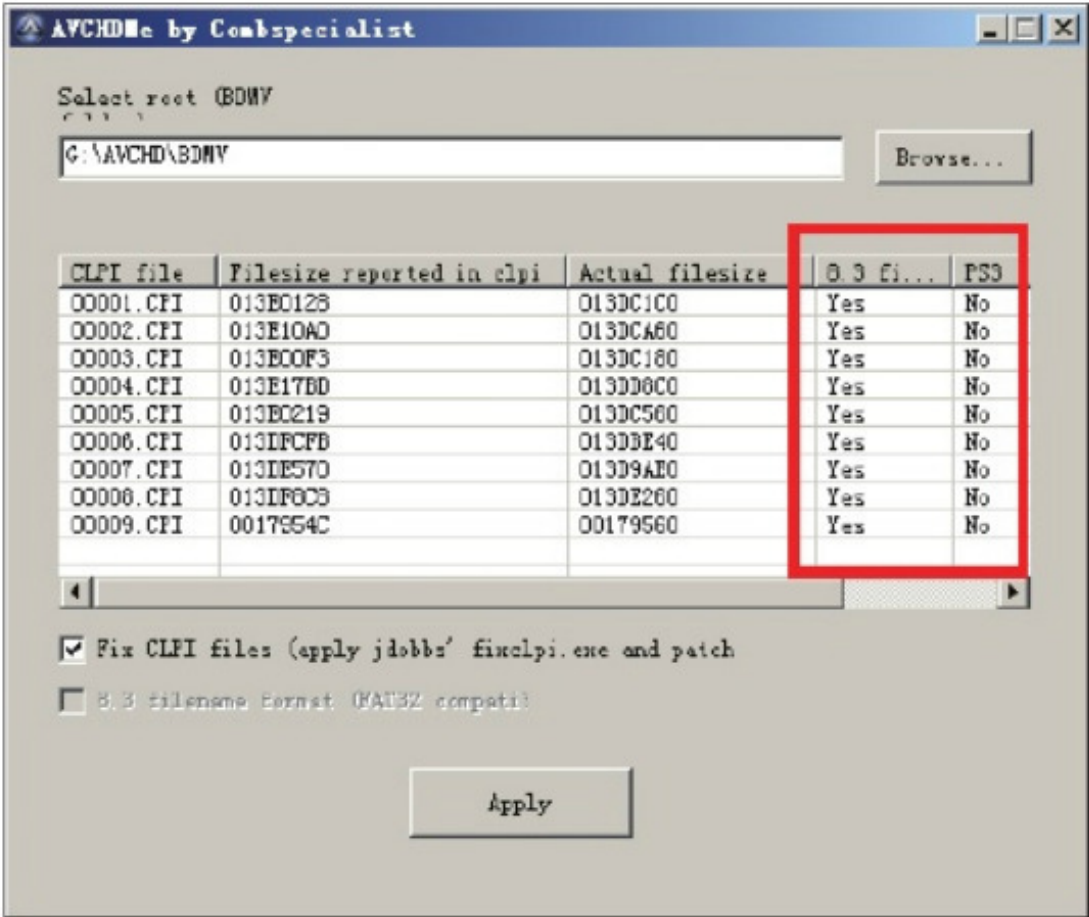 AVCHDMe by Combspecialist
Select root (BDMV
G:\AVCHD\BDMV
Browse...
CLPI file Filesize reported in clpi Actual filesize 8.3 fi... PS3
00001.CPI 013E0128 013DC1C0 Yes No
00002.CPI 013E10A0 013DCA60 Yes No
00003.CPI 013E00F3 013DC180 Yes No
00004.CPI 013E17BD 013DD8C0 Yes No
00005.CPI 013E0219 013DC560 Yes No
00006.CPI 013DFCFB 013DBE40 Yes No
00007.CPI 013DE570 013D9AE0 Yes No
00008.CPI Yes No
00009.CPI 0017954C 00179560 Yes No
Fix CLPI files (apply jdobbs' fixclpi.exe and patch
8.3 filename format (FAT32 compati)
Apply